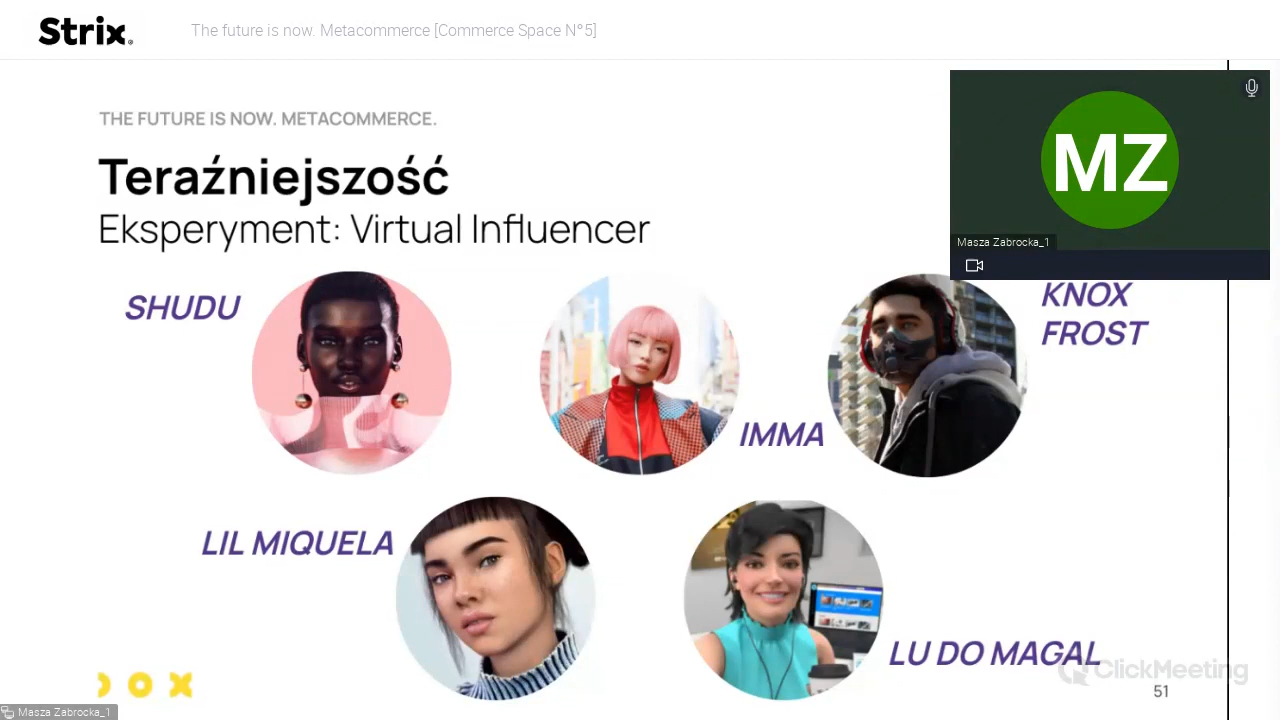 Strix
The future is now. Metacommerce [Commerce Space N°5]
THE FUTURE IS NOW. METACOMMERCE.
Teraźniejszość
Eksperyment: Virtual Influencer
MZ
Masza Zabrocka_1
SHUDU
IMMA
KNOX
FROST
LIL MIQUELA
LU DO MAGAL
ClickMeeting
51
Masza Zabrocka_1